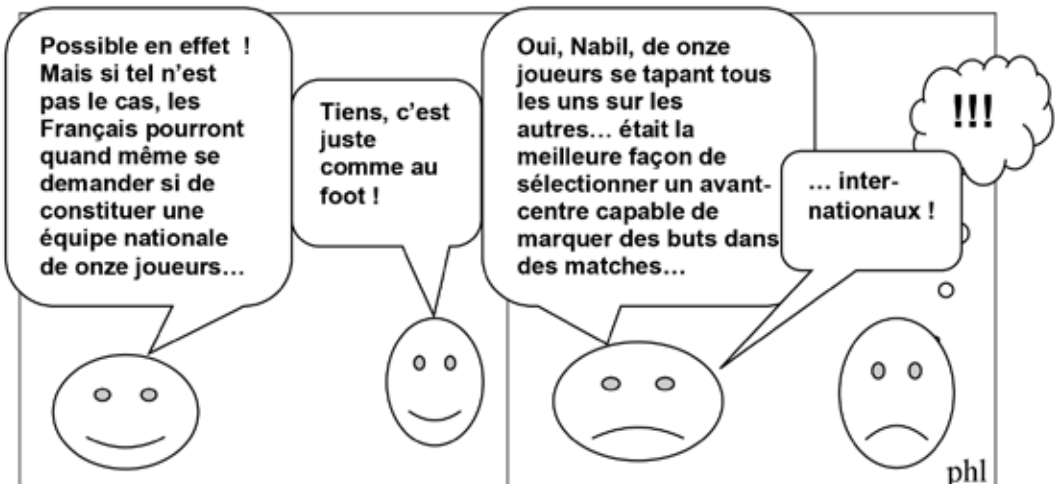 Possible en effet !
Mais si tel n’est
pas le cas, les
Français pourront
quand même se
demander si de
constituer une
équipe nationale
de onze joueurs…
Tiens, c’est
juste
comme au
foot !
Oui, Nabil, de onze
joueurs se tapant tous
les uns sur les
autres… était la
meilleure façon de
sélectionner un avant-
centre capable de
marquer des buts dans
des matches…
… inter-
nationaux !
!!!
phl